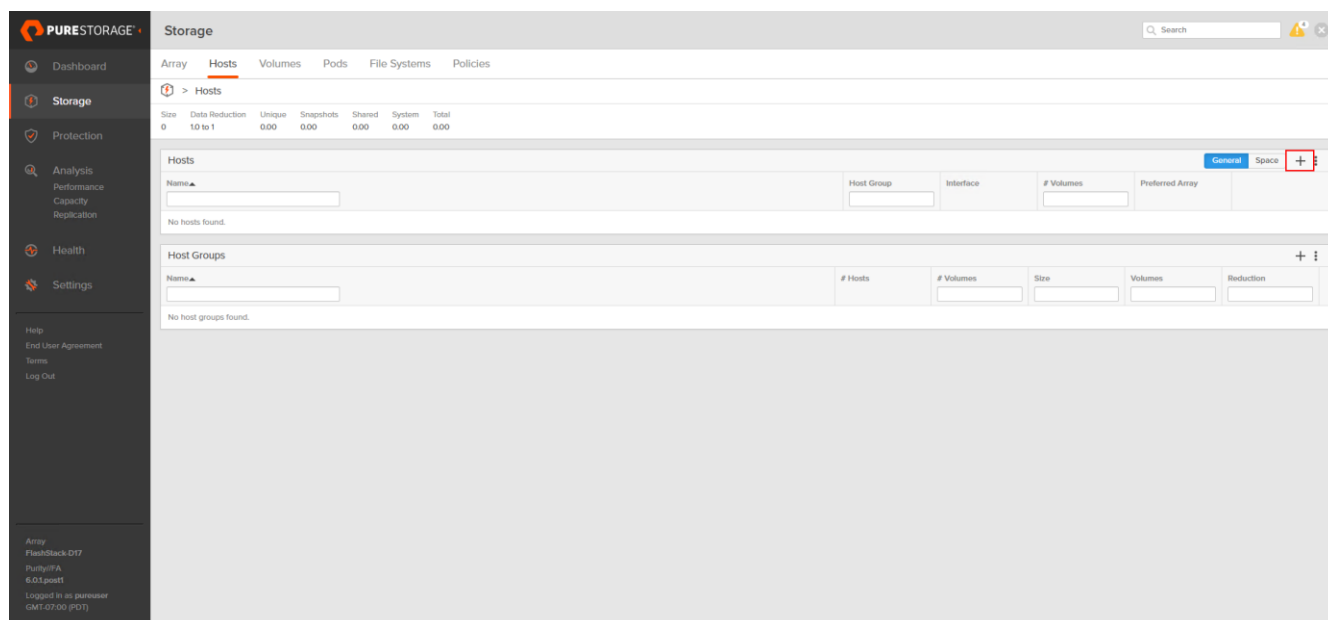 PURESTORAGE
Storage
Search
Dashboard
Storage
Protection
Analysis
Performance
Capacity
Replication
Health
Settings
Help
End User Agreement
Terms
Log Out
Array
FlashStack-D17
Purity//FA
6.0.1.post1
Logged in as pureuser
GMT-07:00 (PDT)
Array Hosts Volumes Pods File Systems Policies
> Hosts
Size Data Reduction Unique Snapshots Shared System Total
0 1.0 to 1 0.00 0.00 0.00 0.00 0.00
Hosts General Space
Name Host Group Interface # Volumes Preferred Array
No hosts found.
Host Groups
Name # Hosts # Volumes Size Volumes Reduction
No host groups found.